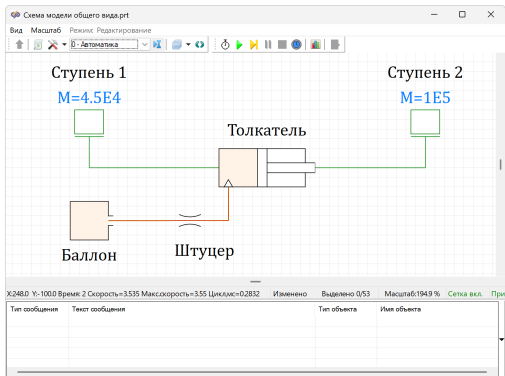 Схема модели общего вида.prt
Вид Масштаб Режим: Редактирование
0 - Автоматика
Ступень 1 Ступень 2
M=4.5E4 M=1E5
Толкатель
Баллон Штуцер
X:248.0 Y:-100.0 Время: 2 Скорость=3.535 Макс.скорость=3.55 Цикл,мс=0.2832 Изменено Выделено 0/53 Масштаб:194.9 % Сетка вкл. При
Тип сообщения Текст сообщения Тип объекта Имя объекта